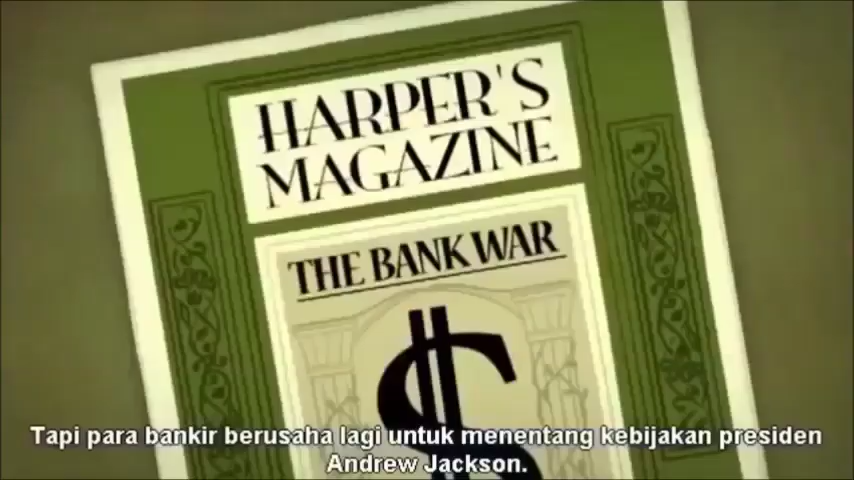 HARPER'S
MAGAZINE
THE BANK WAR
$
Tapi para bankir berusaha lagi untuk menentang kebijakan presiden
Andrew Jackson.